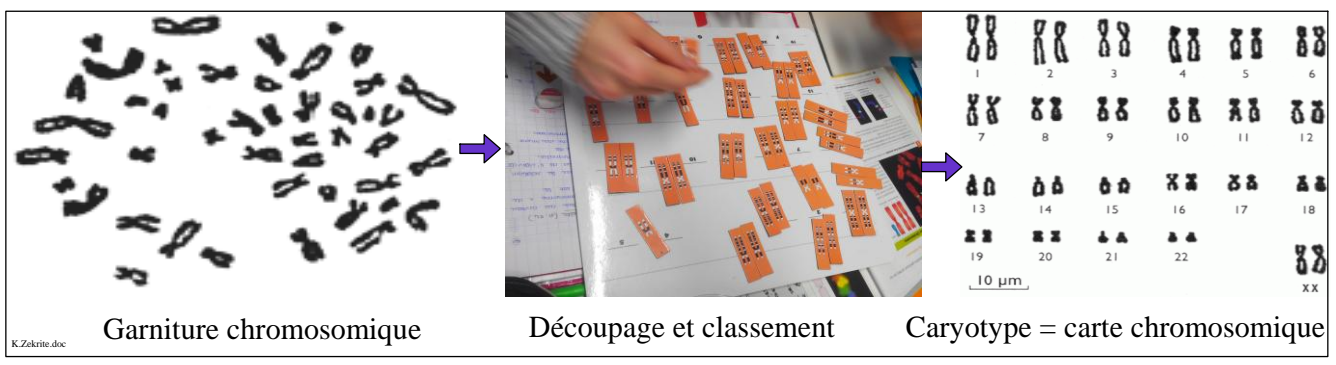 1 2 3 4 5 6
7 8 9 10 11 12
13 14 15 16 17 18
19 20 21 22
10 µm
XX
Garniture chromosomique
Découpage et classement
Caryotype = carte chromosomique
K.Zekrite.doc